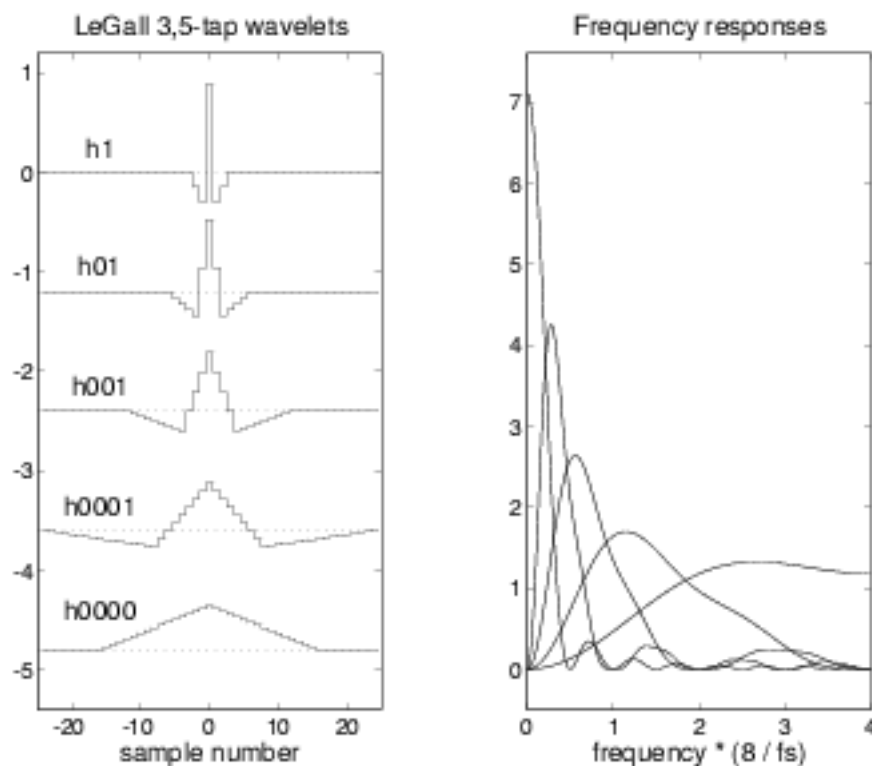 LeGall 3,5-tap wavelets
1
h1
0
h01
-1
-2
h001
-3
h0001
-4
h0000
-5
-20 -10 0 10 20
sample number
Frequency responses
7
6
5
4
3
2
1
0
0 1 2 3 4
frequency * (8 / fs)